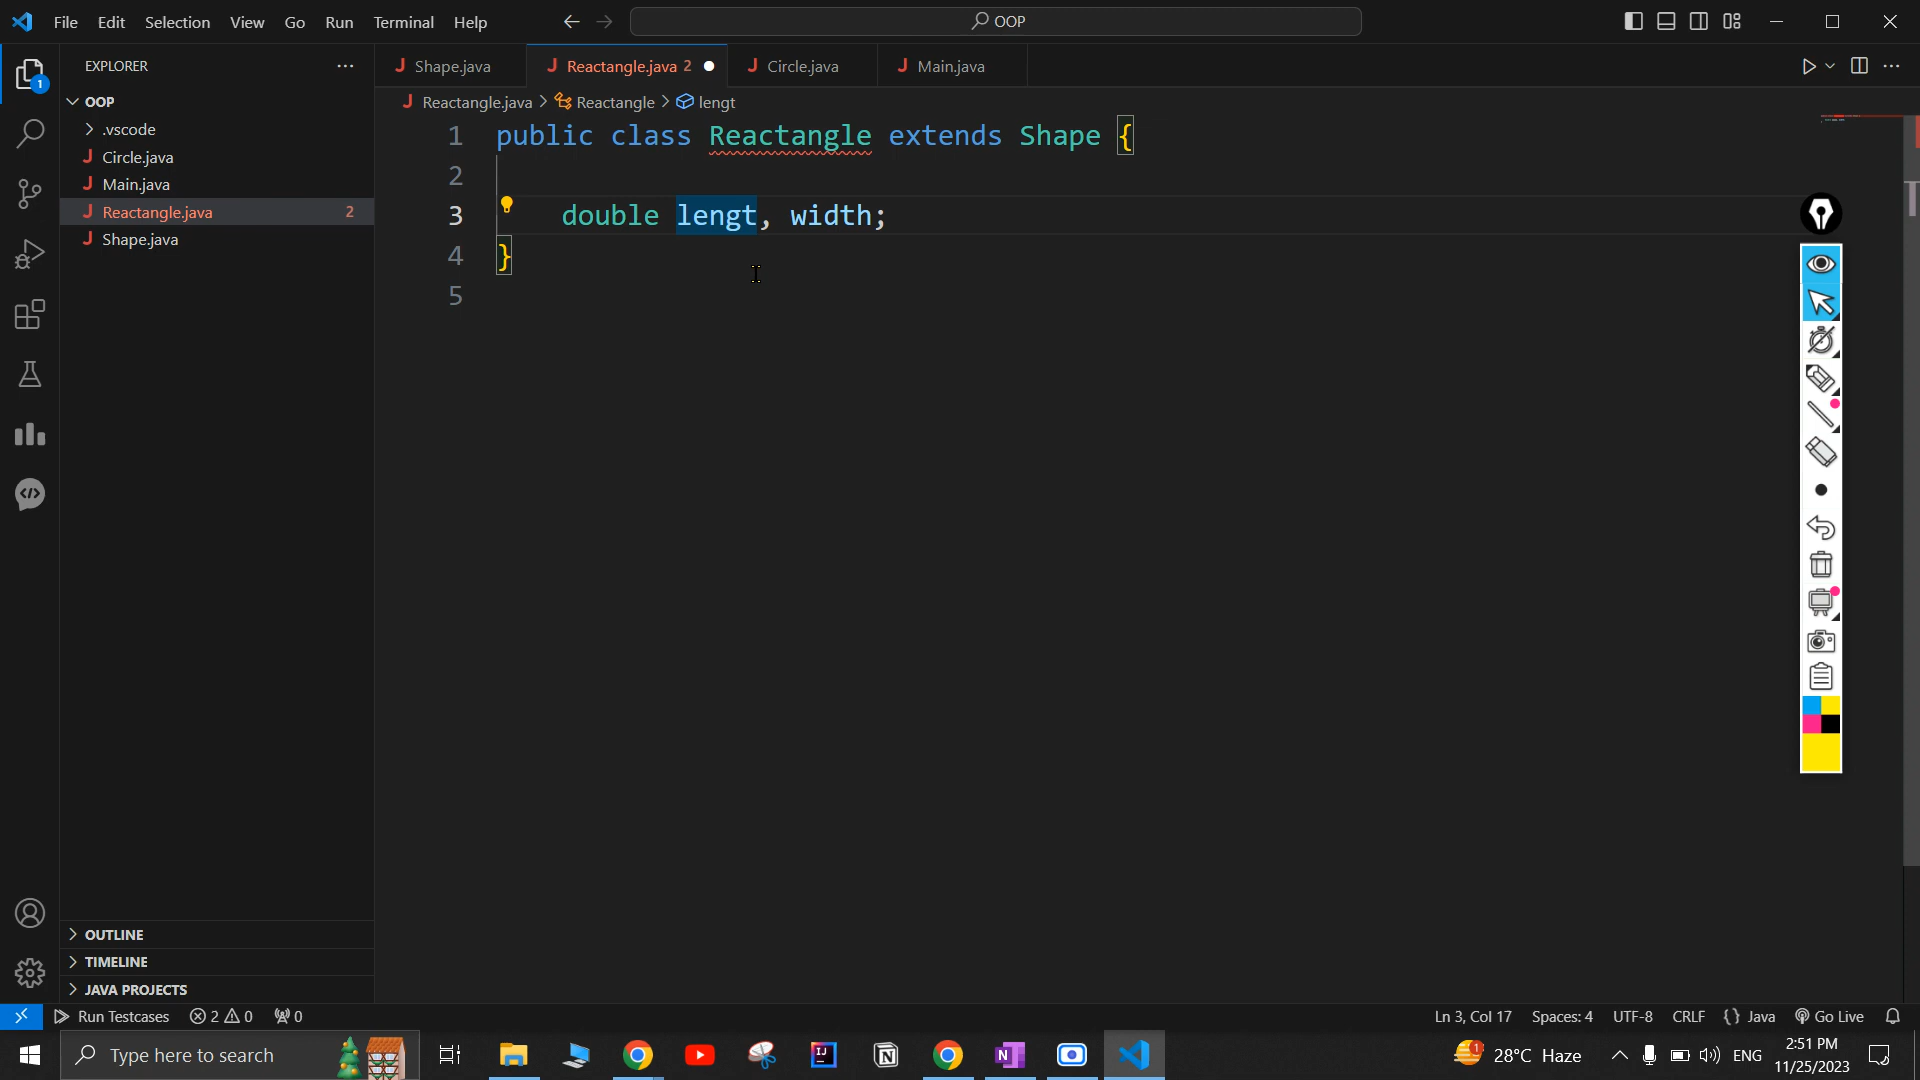 File Edit Selection View Go Run Terminal Help
OOP
EXPLORER
1
OOP
.vscode
J Circle.java
J Main.java
J Reactangle.java 2
J Shape.java
J Shape.java
J Reactangle.java 2
J Circle.java
J Main.java
J Reactangle.java > Reactangle > lengt
1 public class Reactangle extends Shape {
2
3 double lengt, width;
4 }
5
OUTLINE
TIMELINE
JAVA PROJECTS
Run Testcases 2 0 0
Ln 3, Col 17 Spaces: 4 UTF-8 CRLF {} Java Go Live
Type here to search
28°C Haze
ENG
2:51 PM
11/25/2023